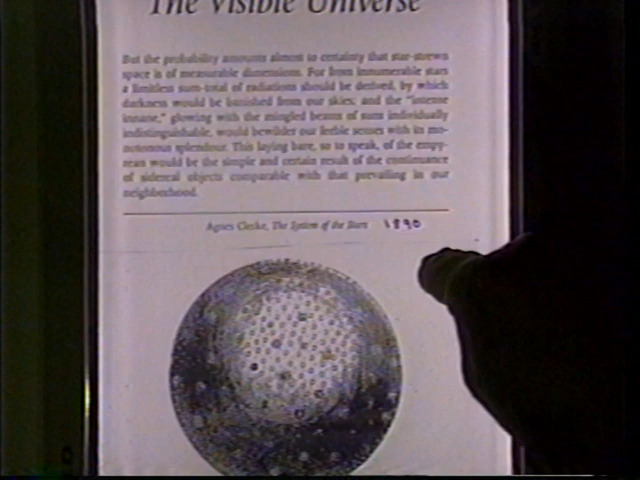 The Visible Universe
But the probability amounts almost to certainty that star-strewn
space is of measurable dimensions. For from innumerable stars
a limitless sum-total of radiations should be derived, by which
darkness would be banished from our skies; and the "intense
inane," glowing with the mingled beams of suns individually
indistinguishable, would bewilder our feeble senses with its mo-
notonous splendour. This laying bare, so to speak, of the empy-
rean would be the simple and certain result of the continuance
of sidereal objects comparable with that prevailing in our
neighborhood.
Agnes Clerke, The System of the Stars 1890